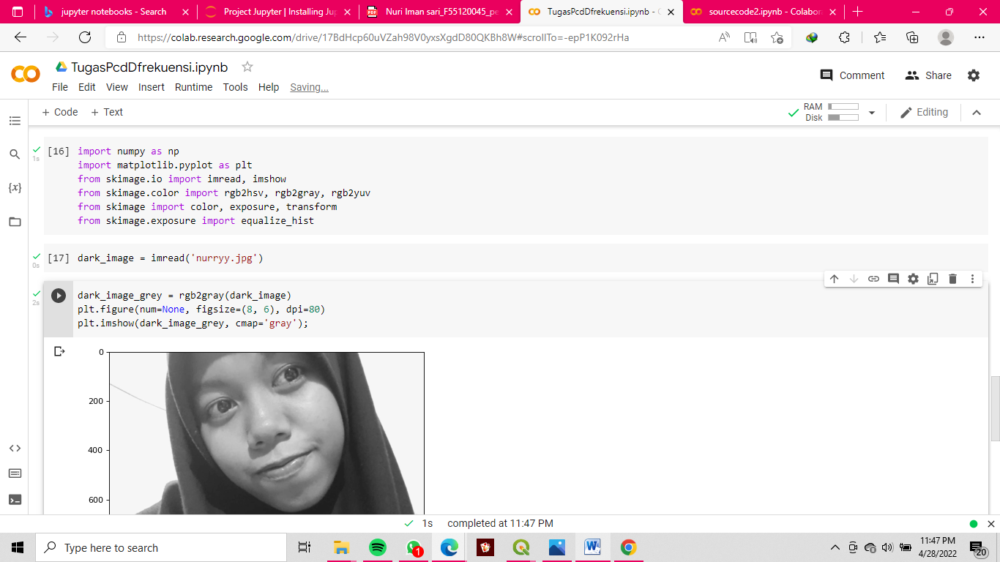 jupyter notebooks - Search
Project Jupyter | Installing Jup
Nuri Iman sari_F55120045_pe
TugasPcdDfrekuensi.ipynb - C
sourcecode2.ipynb - Colabora
https://colab.research.google.com/drive/17BdHcp60uVZah98V0yxsXgdD80QKBh8W#scrollTo=-epP1K092rHa
TugasPcdDfrekuensi.ipynb
Comment
Share
File Edit View Insert Runtime Tools Help Saving...
+ Code + Text
RAM
Disk
Editing
[16] import numpy as np
1s
import matplotlib.pyplot as plt
from skimage.io import imread, imshow
{x}
from skimage.color import rgb2hsv, rgb2gray, rgb2yuv
from skimage import color, exposure, transform
from skimage.exposure import equalize_hist
[17] dark_image = imread('nurryy.jpg')
0s
dark_image_grey = rgb2gray(dark_image)
2s
plt.figure(num=None, figsize=(8, 6), dpi=80)
plt.imshow(dark_image_grey, cmap='gray');
0
200
400
600
1s completed at 11:47 PM
Type here to search
1
11:47 PM
4/28/2022
20